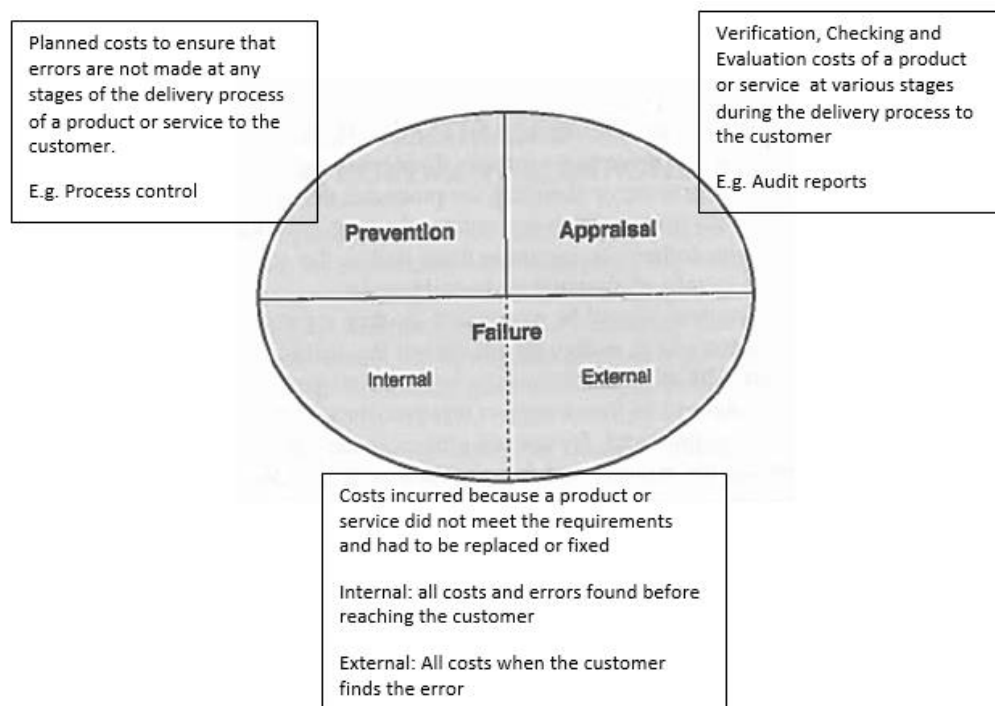 Planned costs to ensure that
errors are not made at any
stages of the delivery process
of a product or service to the
customer.
E.g. Process control
Verification, Checking and
Evaluation costs of a product
or service at various stages
during the delivery process to
the customer
E.g. Audit reports
Prevention
Appraisal
Failure
Internal
External
Costs incurred because a product or
service did not meet the requirements
and had to be replaced or fixed
Internal: all costs and errors found before
reaching the customer
External: All costs when the customer
finds the error